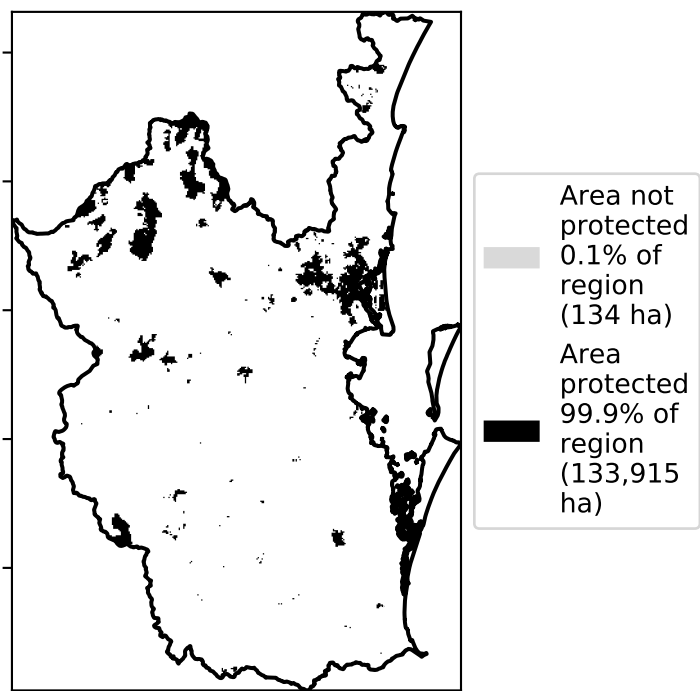 Area not
protected
0.1% of
region
(134 ha)
Area
protected
99.9% of
region
(133,915
ha)